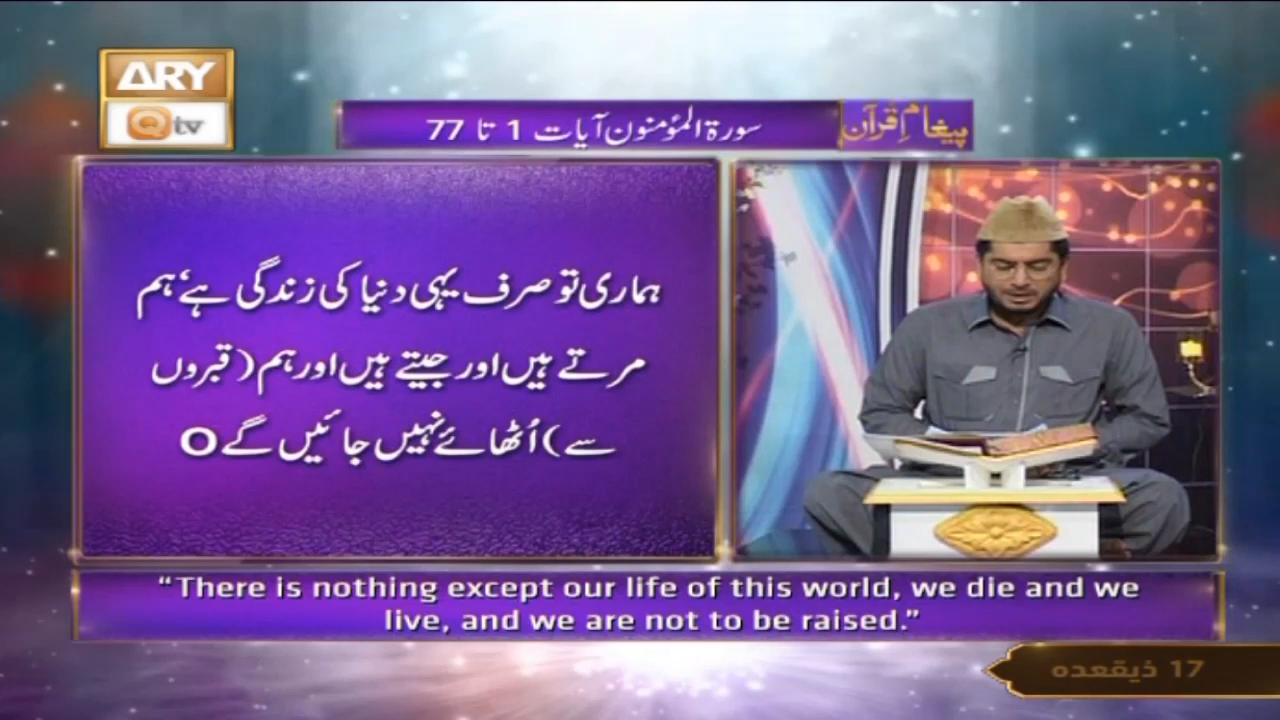 ARY
Qtv
پیغامِ قرآن
سورۃ المؤمنون آیات 1 تا 77
ہماری تو صرف یہی دنیا کی زندگی ہے، ہم
مرتے ہیں اور جیتے ہیں اور ہم (قبروں
سے) اُٹھائے نہیں جائیں گے O
“There is nothing except our life of this world, we die and we
live, and we are not to be raised.”
17 ذیقعدہ